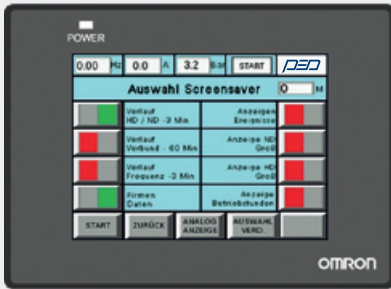 POWER
0.00 Hz 0.0 A 3.2 Bar START
Auswahl Screensaver 0 M
Verlauf
HD / ND -3 Min
Anzeigen
Ereignisse
Verlauf
Verbund - 60 Min
Anzeige ND
Groß
Verlauf
Frequenz -3 Min
Anzeige HD
Groß
Firmen
Daten
Anzeige
Betriebstunden
START ZURÜCK ANALOG ANZEIGE AUSWAHL VERD.
OMRON